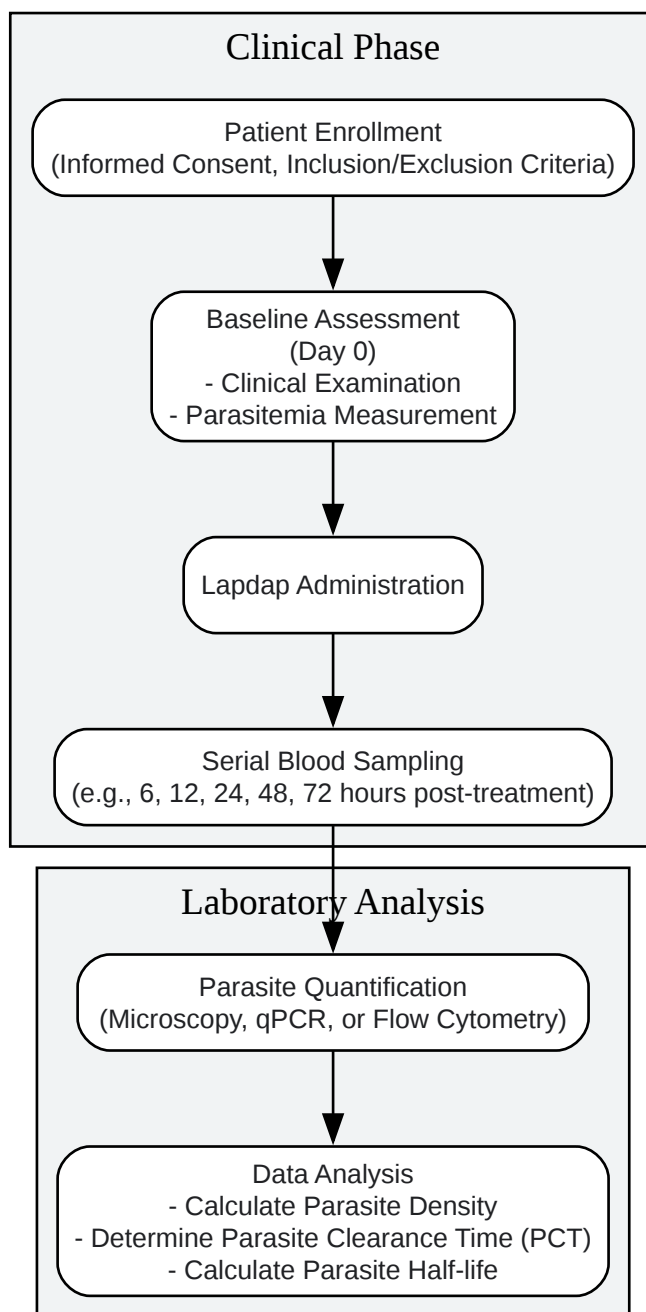 Clinical Phase
Patient Enrollment
(Informed Consent, Inclusion/Exclusion Criteria)
Baseline Assessment
(Day 0)
- Clinical Examination
- Parasitemia Measurement
Lapdap Administration
Serial Blood Sampling
(e.g., 6, 12, 24, 48, 72 hours post-treatment)
Laboratory Analysis
Parasite Quantification
(Microscopy, qPCR, or Flow Cytometry)
Data Analysis
- Calculate Parasite Density
- Determine Parasite Clearance Time (PCT)
- Calculate Parasite Half-life